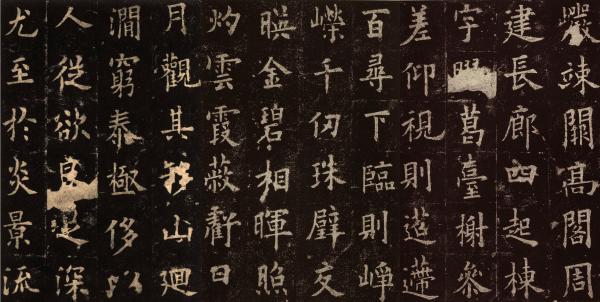 巖竦闕高閣周
建長廊四起棟
宇葛臺榭參
差仰視則迢遰
百尋下臨則崢
嶸千仞珠璧交
暎金碧相暉照
灼雲霞蔽虧日
月觀其移山迴
澗窮泰極侈以
人從欲良足深
尤至於炎景流